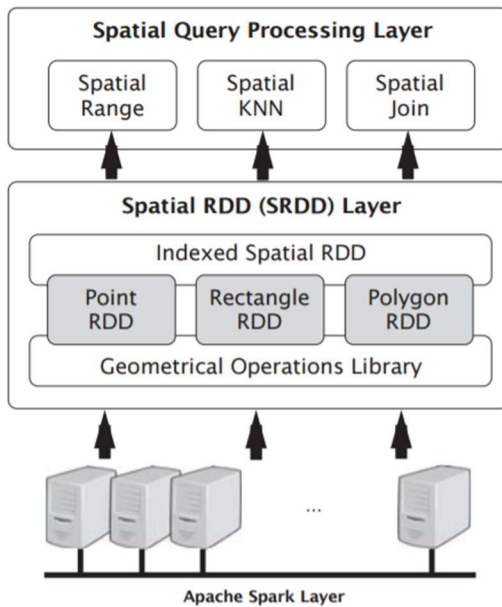 Spatial Query Processing Layer
Spatial Range
Spatial KNN
Spatial Join
Spatial RDD (SRDD) Layer
Indexed Spatial RDD
Point RDD
Rectangle RDD
Polygon RDD
Geometrical Operations Library
...
Apache Spark Layer